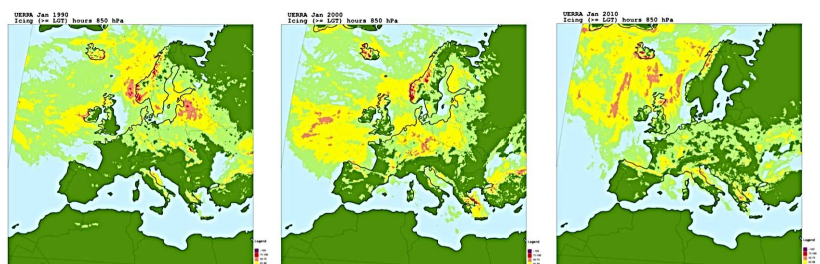 UERRA Jan 1990
Icing (>= LGT) hours 850 hPa
UERRA Jan 2000
Icing (>= LGT) hours 850 hPa
UERRA Jan 2010
Icing (>= LGT) hours 850 hPa
Legend
Legend
Legend